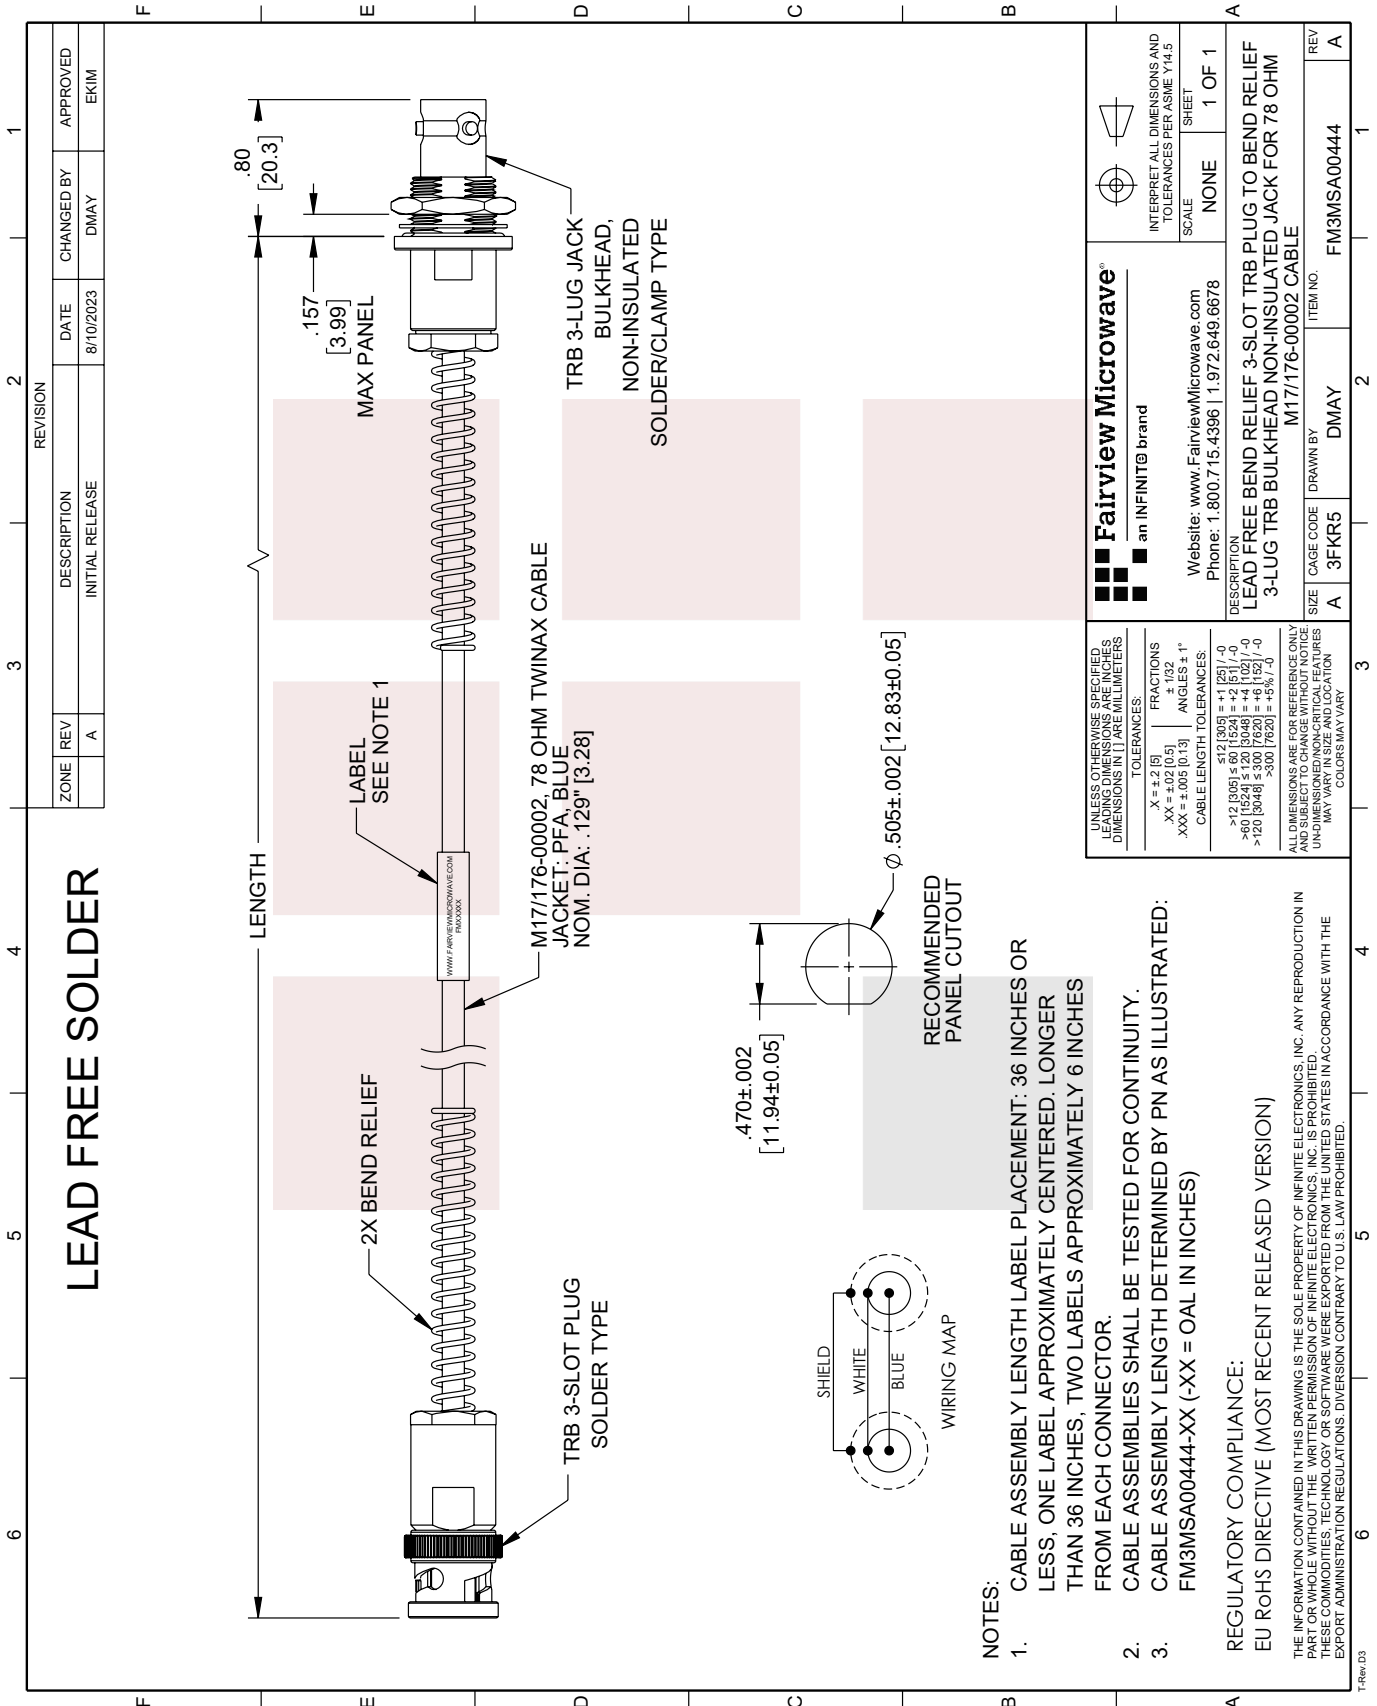 LEAD FREE SOLDER
REVISION
ZONE REV DESCRIPTION DATE CHANGED BY APPROVED
A INITIAL RELEASE 8/10/2023 DMAY EKIM
6 5 4 3 2 1
F
E
D
C
B
A
LENGTH
.80
[20.3]
.157
[3.99]
MAX PANEL
2X BEND RELIEF
LABEL
SEE NOTE 1
WWW.FAIRVIEWMICROWAVE.COM
FMXXXXX
TRB 3-SLOT PLUG
SOLDER TYPE
M17/176-00002, 78 OHM TWINAX CABLE
JACKET: PFA, BLUE
NOM. DIA: .129" [3.28]
TRB 3-LUG JACK
BULKHEAD,
NON-INSULATED
SOLDER/CLAMP TYPE
SHIELD
WHITE
BLUE
WIRING MAP
.470±.002
[11.94±0.05]
∅.505±.002 [12.83±0.05]
RECOMMENDED
PANEL CUTOUT
NOTES:
1. CABLE ASSEMBLY LENGTH LABEL PLACEMENT: 36 INCHES OR
LESS, ONE LABEL APPROXIMATELY CENTERED. LONGER
THAN 36 INCHES, TWO LABELS APPROXIMATELY 6 INCHES
FROM EACH CONNECTOR.
2. CABLE ASSEMBLIES SHALL BE TESTED FOR CONTINUITY.
3. CABLE ASSEMBLY LENGTH DETERMINED BY PN AS ILLUSTRATED:
FM3MSA00444-XX (-XX = OAL IN INCHES)
REGULATORY COMPLIANCE:
EU RoHS DIRECTIVE (MOST RECENT RELEASED VERSION)
THE INFORMATION CONTAINED IN THIS DRAWING IS THE SOLE PROPERTY OF INFINITE ELECTRONICS, INC. ANY REPRODUCTION IN
PART OR WHOLE WITHOUT THE WRITTEN PERMISSION OF INFINITE ELECTRONICS, INC. IS PROHIBITED.
THESE COMMODITIES, TECHNOLOGY OR SOFTWARE WERE EXPORTED FROM THE UNITED STATES IN ACCORDANCE WITH THE
EXPORT ADMINISTRATION REGULATIONS. DIVERSION CONTRARY TO U.S. LAW PROHIBITED.
UNLESS OTHERWISE SPECIFIED
LEADING DIMENSIONS ARE INCHES
DIMENSIONS IN [ ] ARE MILLIMETERS
TOLERANCES:
.X = ±.2 [5] FRACTIONS
.XX = ±.02 [0.5] ± 1/32
.XXX = ±.005 [0.13] ANGLES ± 1°
CABLE LENGTH TOLERANCES:
≤12 [305] = +1 [25] / -0
>12 [305] ≤ 60 [1524] = +2 [51] / -0
>60 [1524] ≤ 120 [3048] = +4 [102] / -0
>120 [3048] ≤ 300 [7620] = +6 [152] / -0
>300 [7620] = +5% / -0
ALL DIMENSIONS ARE FOR REFERENCE ONLY
AND SUBJECT TO CHANGE WITHOUT NOTICE.
UN-DIMENSIONED/NON-CRITICAL FEATURES
MAY VARY IN SIZE AND LOCATION
COLORS MAY VARY
Fairview Microwave®
an INFINITE brand
Website: www.FairviewMicrowave.com
Phone: 1.800.715.4396 | 1.972.649.6678
INTERPRET ALL DIMENSIONS AND
TOLERANCES PER ASME Y14.5
SCALE NONE
SHEET 1 OF 1
DESCRIPTION
LEAD FREE BEND RELIEF 3-SLOT TRB PLUG TO BEND RELIEF
3-LUG TRB BULKHEAD NON-INSULATED JACK FOR 78 OHM
M17/176-00002 CABLE
SIZE A
CAGE CODE 3FKR5
DRAWN BY DMAY
ITEM NO. FM3MSA00444
REV A
6 5 4 3 2 1
F
E
D
C
B
A
T-Rev.D3